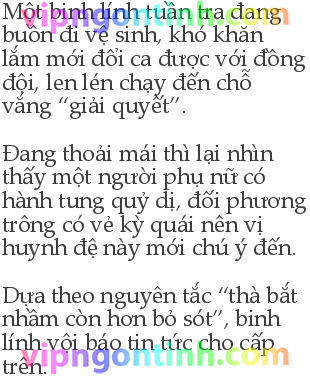 Một binh lính tuần tra đang
buồn đi vệ sinh, khó khăn
lắm mới đổi ca được với đồng
đội, len lén chạy đến chỗ
vắng “giải quyết”.
Đang thoải mái thì lại nhìn
thấy một người phụ nữ có
hành tung quỷ dị, đối phương
trông có vẻ kỳ quái nên vị
huynh đệ này mới chú ý đến.
Dựa theo nguyên tắc “thà bắt
nhầm còn hơn bỏ sót”, binh
lính vội báo tin tức cho cấp
trên.
vipngontinh.com
vipngontinh.com